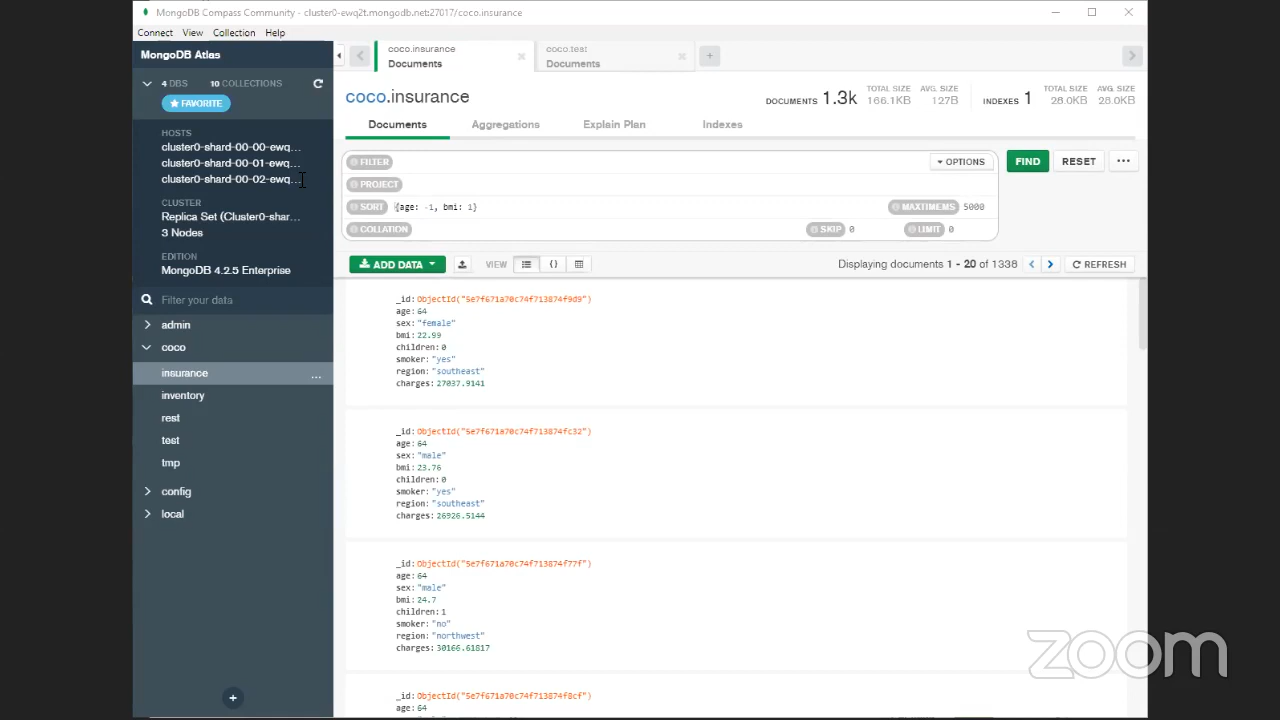 MongoDB Compass Community - cluster0-ewq2t.mongodb.net:27017/coco.insurance
Connect View Collection Help
MongoDB Atlas
4 DBS 10 COLLECTIONS
FAVORITE
HOSTS
cluster0-shard-00-00-ewq...
cluster0-shard-00-01-ewq...
cluster0-shard-00-02-ewq...
CLUSTER
Replica Set (Cluster0-shar...
3 Nodes
EDITION
MongoDB 4.2.5 Enterprise
Filter your data
admin
coco
insurance ...
inventory
rest
test
tmp
config
local
coco.insurance
Documents
coco.test
Documents
coco.insurance
DOCUMENTS 1.3k TOTAL SIZE 166.1KB AVG. SIZE 127B INDEXES 1 TOTAL SIZE 28.0KB AVG. SIZE 28.0KB
Documents Aggregations Explain Plan Indexes
FILTER OPTIONS FIND RESET ...
PROJECT
SORT {age: -1, bmi: 1} MAXTIMEMS 5000
COLLATION SKIP 0 LIMIT 0
ADD DATA VIEW {} Displaying documents 1 - 20 of 1338 REFRESH
_id: ObjectId("5e7f671a70c74f713874f9d9")
age: 64
sex: "female"
bmi: 22.99
children: 0
smoker: "yes"
region: "southeast"
charges: 27037.9141
_id: ObjectId("5e7f671a70c74f713874fc32")
age: 64
sex: "male"
bmi: 23.76
children: 0
smoker: "yes"
region: "southeast"
charges: 26926.5144
_id: ObjectId("5e7f671a70c74f713874f77f")
age: 64
sex: "male"
bmi: 24.7
children: 1
smoker: "no"
region: "northwest"
charges: 30166.61817
_id: ObjectId("5e7f671a70c74f713874f8cf")
age: 64
zoom